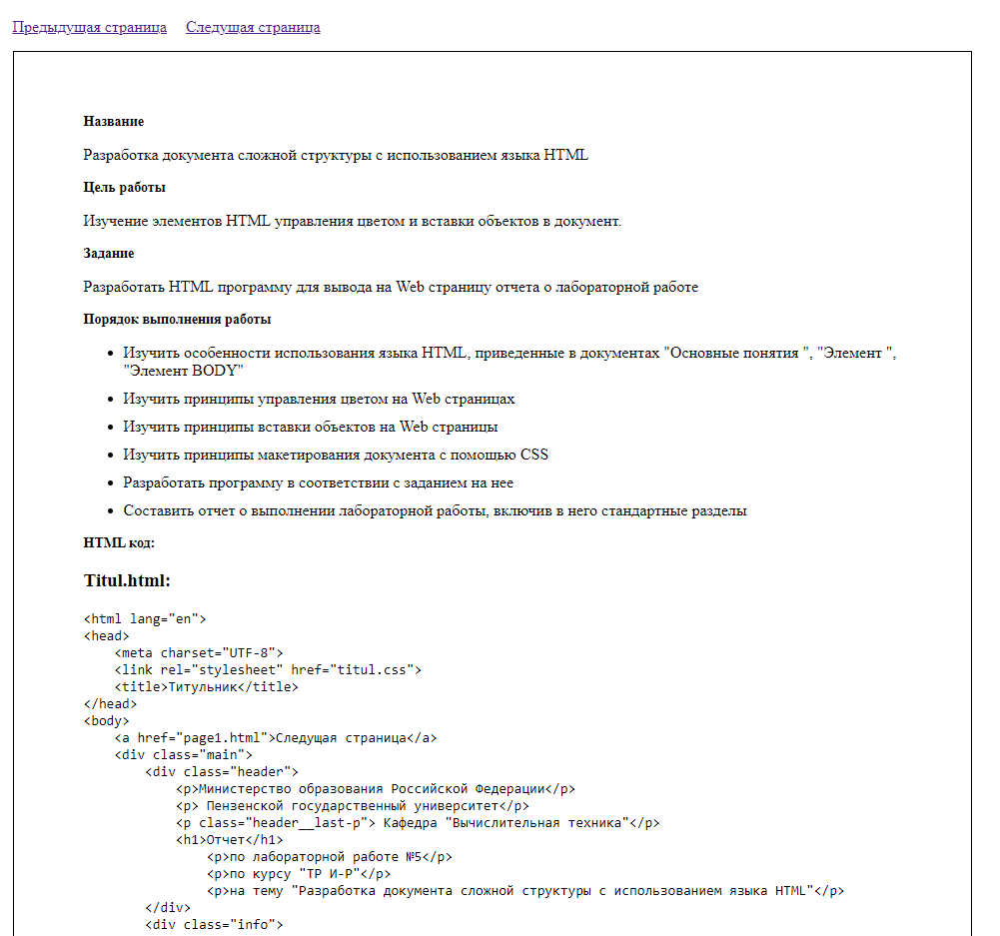 Предыдущая страница Следущая страница
Название
Разработка документа сложной структуры с использованием языка HTML
Цель работы
Изучение элементов HTML управления цветом и вставки объектов в документ.
Задание
Разработать HTML программу для вывода на Web страницу отчета о лабораторной работе
Порядок выполнения работы
• Изучить особенности использования языка HTML, приведенные в документах "Основные понятия ", "Элемент ",
"Элемент BODY"
• Изучить принципы управления цветом на Web страницах
• Изучить принципы вставки объектов на Web страницы
• Изучить принципы макетирования документа с помощью CSS
• Разработать программу в соответствии с заданием на нее
• Составить отчет о выполнении лабораторной работы, включив в него стандартные разделы
HTML код:
Titul.html:
<html lang="en">
<head>
    <meta charset="UTF-8">
    <link rel="stylesheet" href="titul.css">
    <title>Титульник</title>
</head>
<body>
    <a href="page1.html">Следущая страница</a>
    <div class="main">
        <div class="header">
            <p>Министерство образования Российской Федерации</p>
            <p> Пензенской государственный университет</p>
            <p class="header__last-p"> Кафедра "Вычислительная техника"</p>
            <h1>Отчет</h1>
                <p>по лабораторной работе №5</p>
                <p>по курсу "ТР И-Р"</p>
                <p>на тему "Разработка документа сложной структуры с использованием языка HTML"</p>
        </div>
        <div class="info">